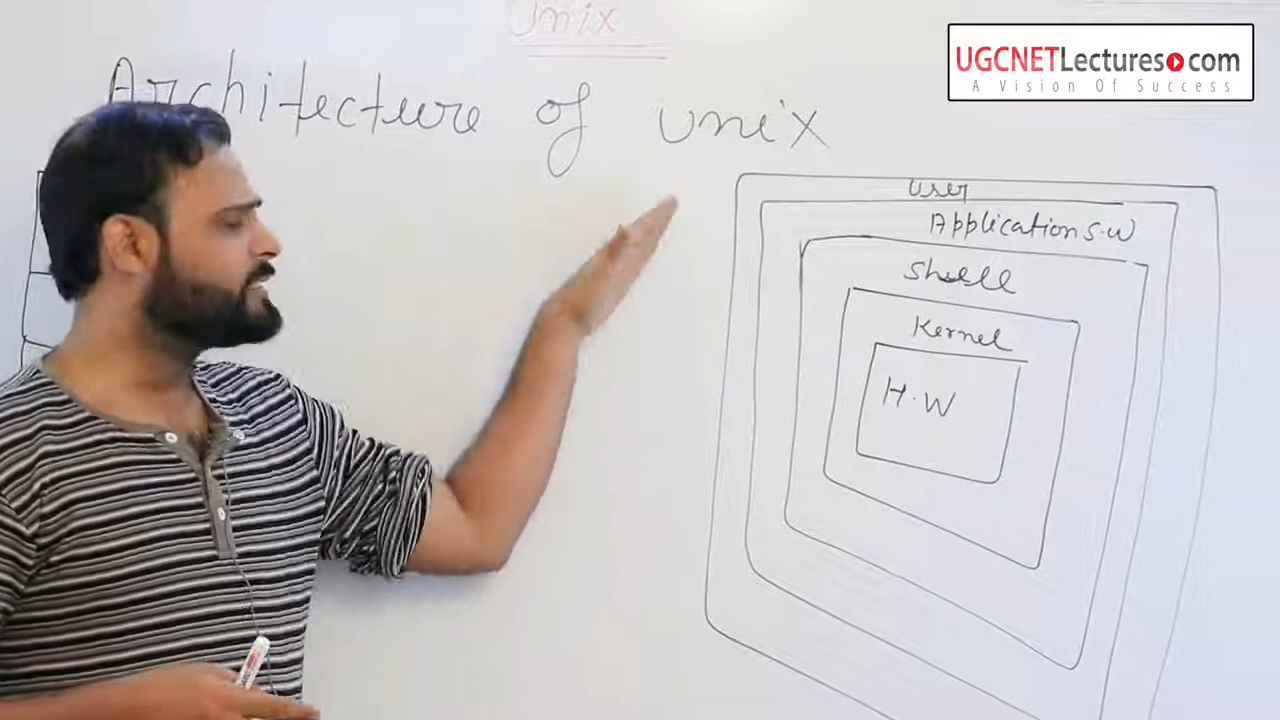 Unix
UGCNETLectures.com
A Vision Of Success
Architecture of unix
user
Application S.W
Shell
Kernel
H.W